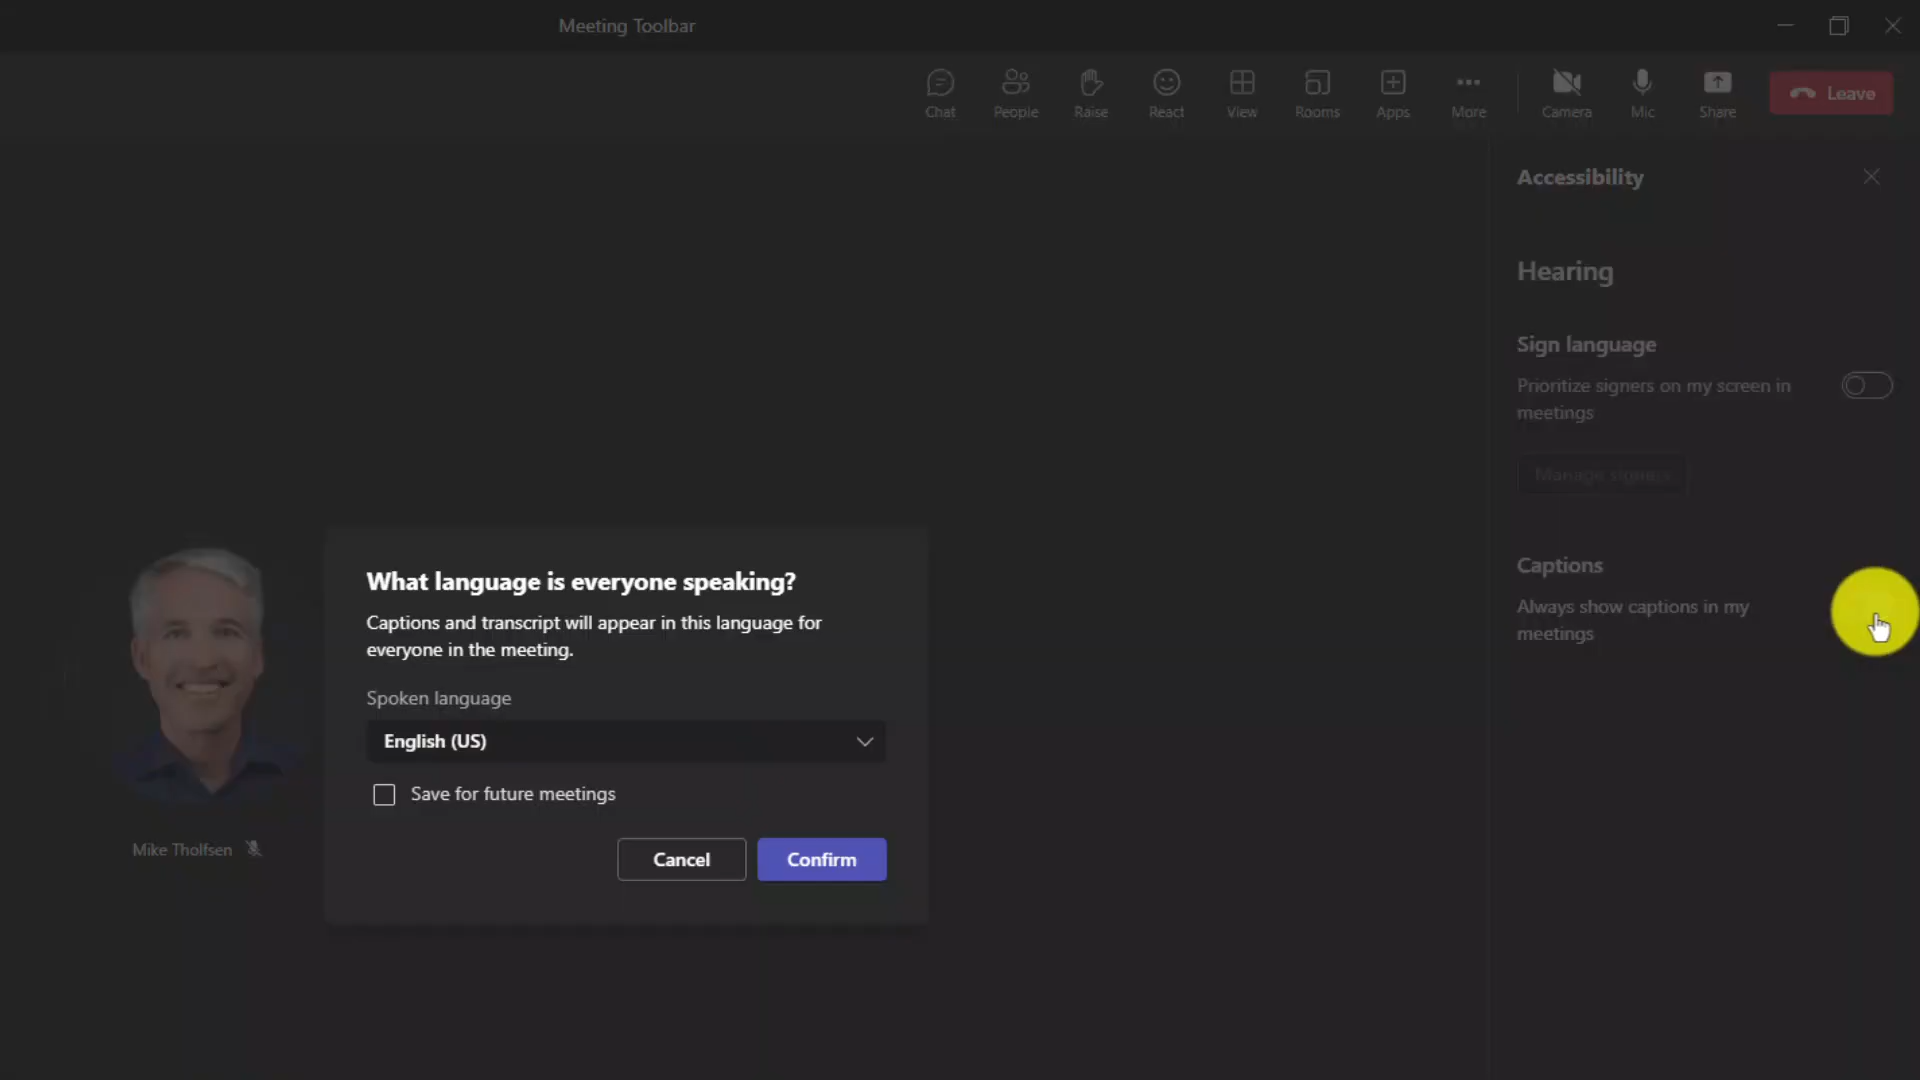 Meeting Toolbar
Chat
People
Raise
React
View
Rooms
Apps
More
Camera
Mic
Share
Leave
Accessibility
Hearing
Sign language
Prioritize signers on my screen in
meetings
Manage signers
Captions
Always show captions in my
meetings
What language is everyone speaking?
Captions and transcript will appear in this language for
everyone in the meeting.
Spoken language
English (US)
Save for future meetings
Cancel
Confirm
Mike Tholfsen